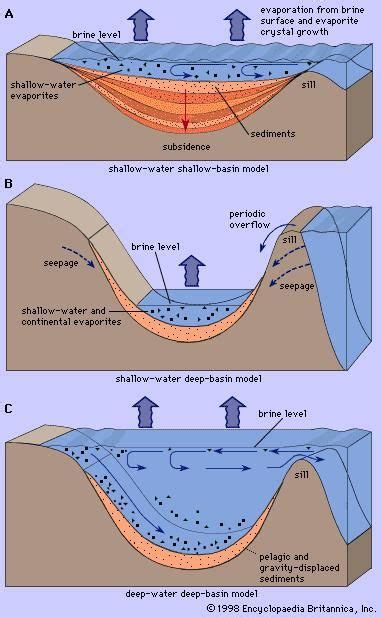 A
evaporation from brine
surface and evaporite
crystal growth
brine level
shallow-water
evaporites
sill
sediments
subsidence
shallow-water shallow-basin model
B
periodic
overflow
brine level
sill
seepage
seepage
shallow-water and
continental evaporites
shallow-water deep-basin model
C
brine level
sill
pelagic and
gravity-displaced
sediments
deep-water deep-basin model
©1998 Encyclopaedia Britannica, Inc.